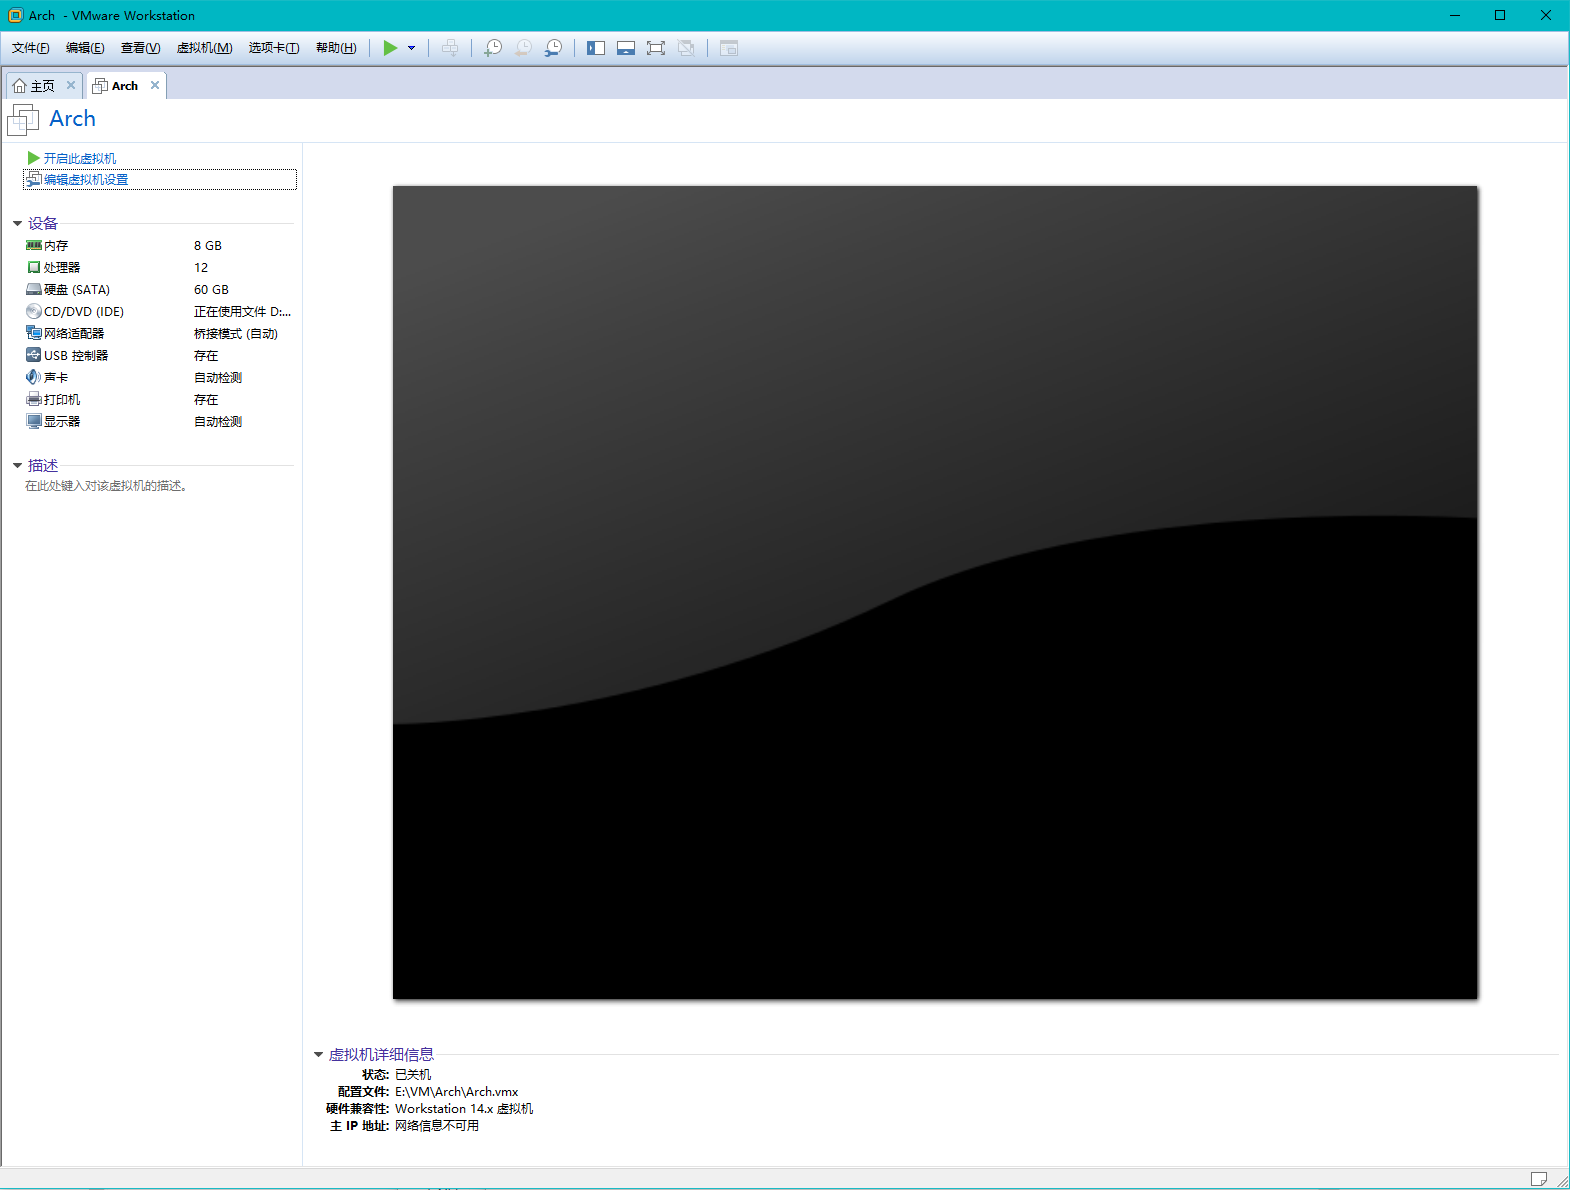 Arch - VMware Workstation
文件(F) 编辑(E) 查看(V) 虚拟机(M) 选项卡(T) 帮助(H)
主页 Arch
Arch
开启此虚拟机
编辑虚拟机设置
设备
内存 8 GB
处理器 12
硬盘 (SATA) 60 GB
CD/DVD (IDE) 正在使用文件 D:...
网络适配器 桥接模式 (自动)
USB 控制器 存在
声卡 自动检测
打印机 存在
显示器 自动检测
描述
在此处键入对该虚拟机的描述。
虚拟机详细信息
状态: 已关机
配置文件: E:\VM\Arch\Arch.vmx
硬件兼容性: Workstation 14.x 虚拟机
主 IP 地址: 网络信息不可用